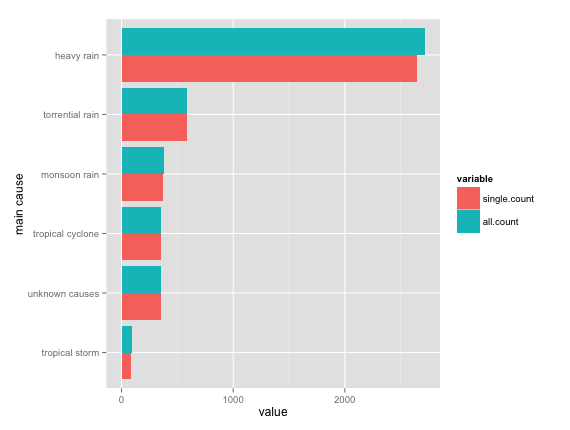 heavy rain
torrential rain
monsoon rain
tropical cyclone
unknown causes
tropical storm
main cause
0 1000 2000
value
variable
single.count
all.count